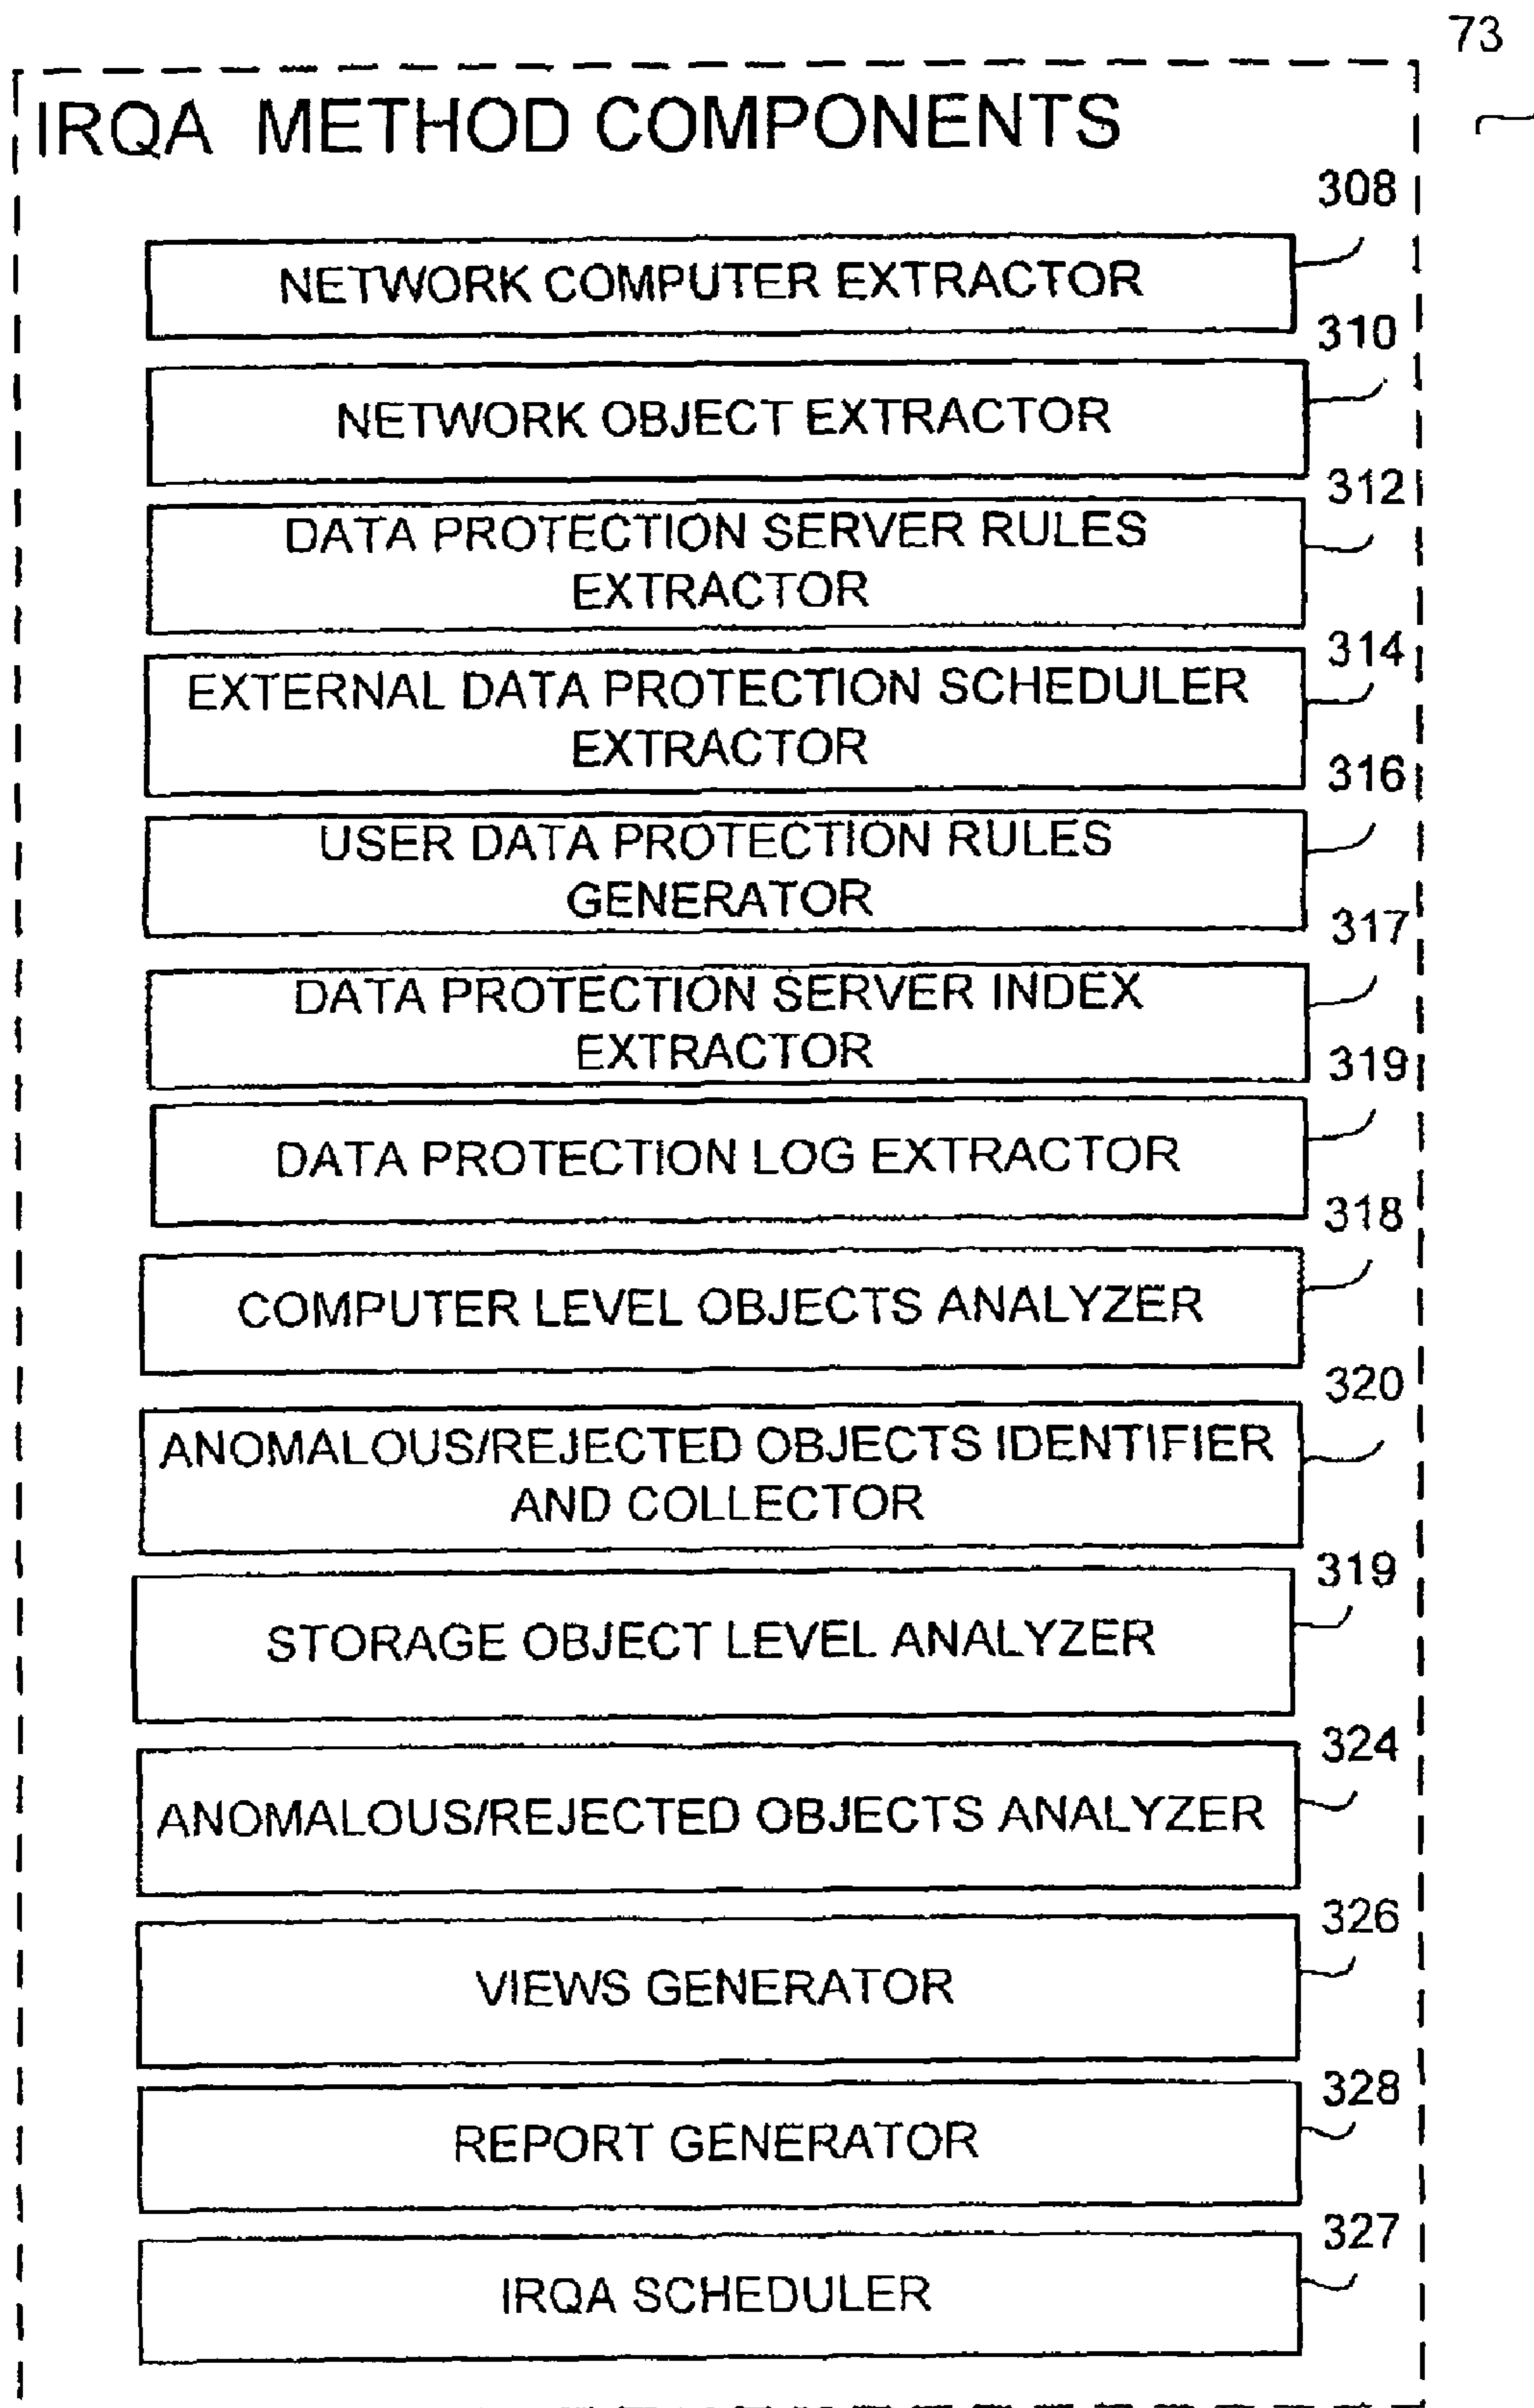 73
IRQA METHOD COMPONENTS
308
NETWORK COMPUTER EXTRACTOR
310
NETWORK OBJECT EXTRACTOR
312
DATA PROTECTION SERVER RULES
EXTRACTOR
314
EXTERNAL DATA PROTECTION SCHEDULER
EXTRACTOR
316
USER DATA PROTECTION RULES
GENERATOR
317
DATA PROTECTION SERVER INDEX
EXTRACTOR
319
DATA PROTECTION LOG EXTRACTOR
318
COMPUTER LEVEL OBJECTS ANALYZER
320
ANOMALOUS/REJECTED OBJECTS IDENTIFIER
AND COLLECTOR
319
STORAGE OBJECT LEVEL ANALYZER
324
ANOMALOUS/REJECTED OBJECTS ANALYZER
326
VIEWS GENERATOR
328
REPORT GENERATOR
327
IRQA SCHEDULER